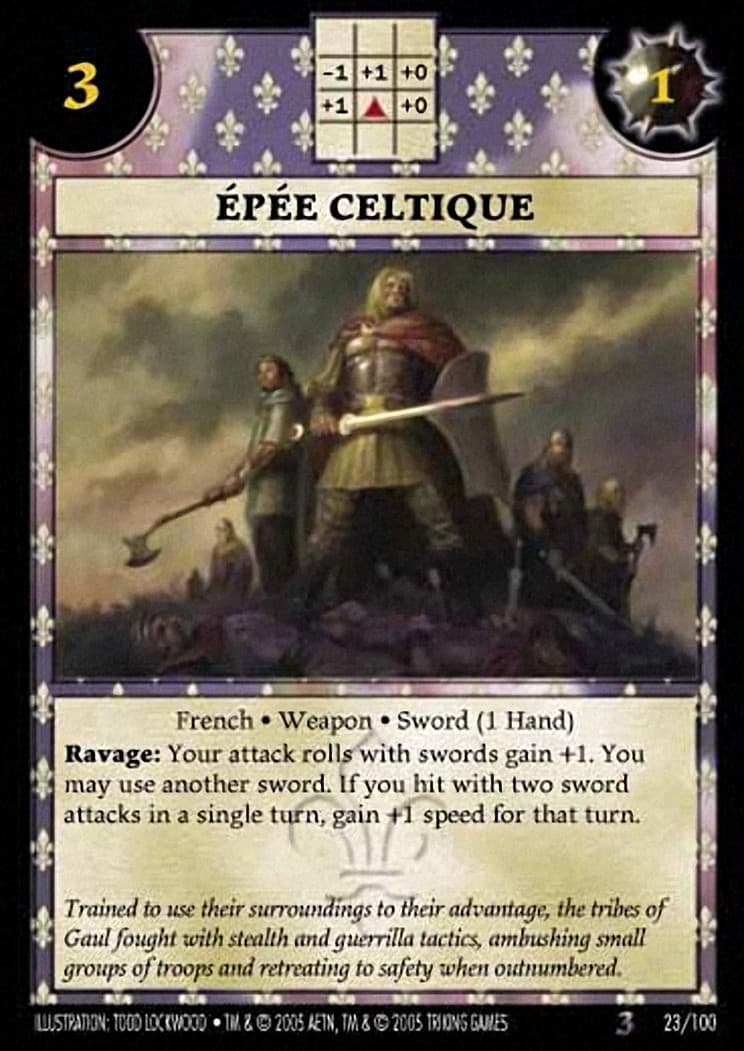 3
-1 +1 +0
+1 +0
1
ÉPÉE CELTIQUE
French • Weapon • Sword (1 Hand)
Ravage: Your attack rolls with swords gain +1. You
may use another sword. If you hit with two sword
attacks in a single turn, gain +1 speed for that turn.
Trained to use their surroundings to their advantage, the tribes of
Gaul fought with stealth and guerrilla tactics, ambushing small
groups of troops and retreating to safety when outnumbered.
ILLUSTRATION: TODD LOCKWOOD • TM & © 2005 AETN, TM & © 2005 TRIKING GAMES 3 23/100